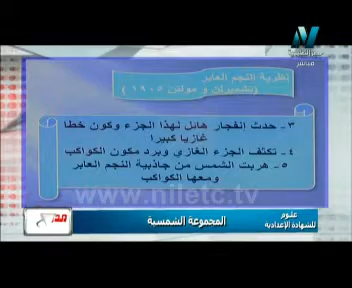 مباشر
نظرية النجم العابر
(تشمبرلن و مولتن ١٩٠٥)
٣- حدث إنفجار هائل لهذا الجزء وكون خطا
غازيا كبيرا
٤- تكثف الجزء الغازي وبرد مكون الكواكب
٥- هربت الشمس من جاذبية النجم العابر
ومعها الكواكب
www.niletc.tv
المجموعة الشمسية
علوم
للشهادة الإعدادية